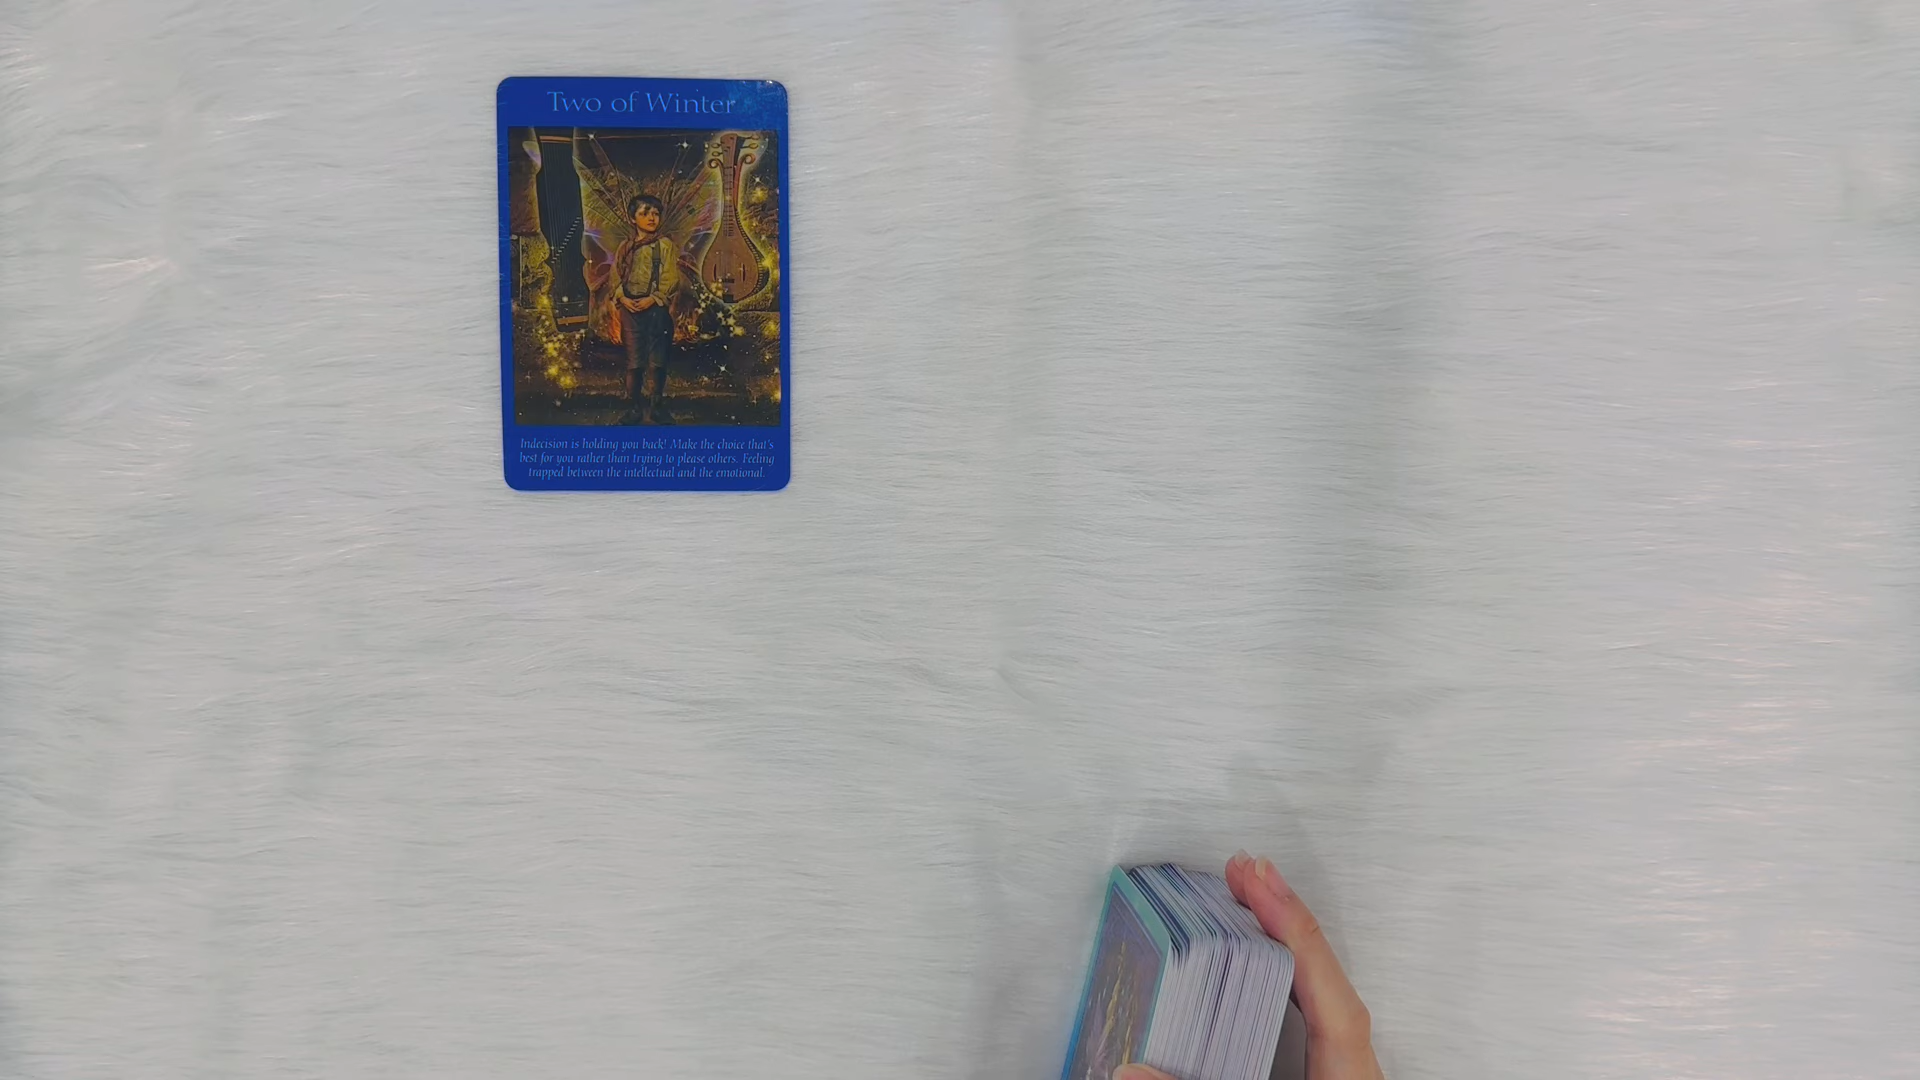 Two of Winter
Indecision is holding you back! Make the choice that's
best for you rather than trying to please others. Feeling
trapped between the intellectual and the emotional.